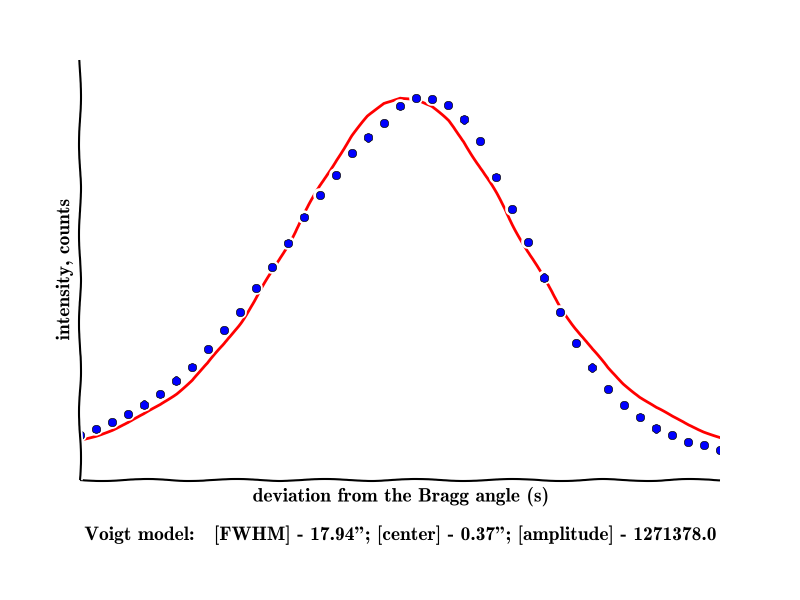 intensity, counts
deviation from the Bragg angle (s)
Voigt model: [FWHM] - 17.94”; [center] - 0.37”; [amplitude] - 1271378.0